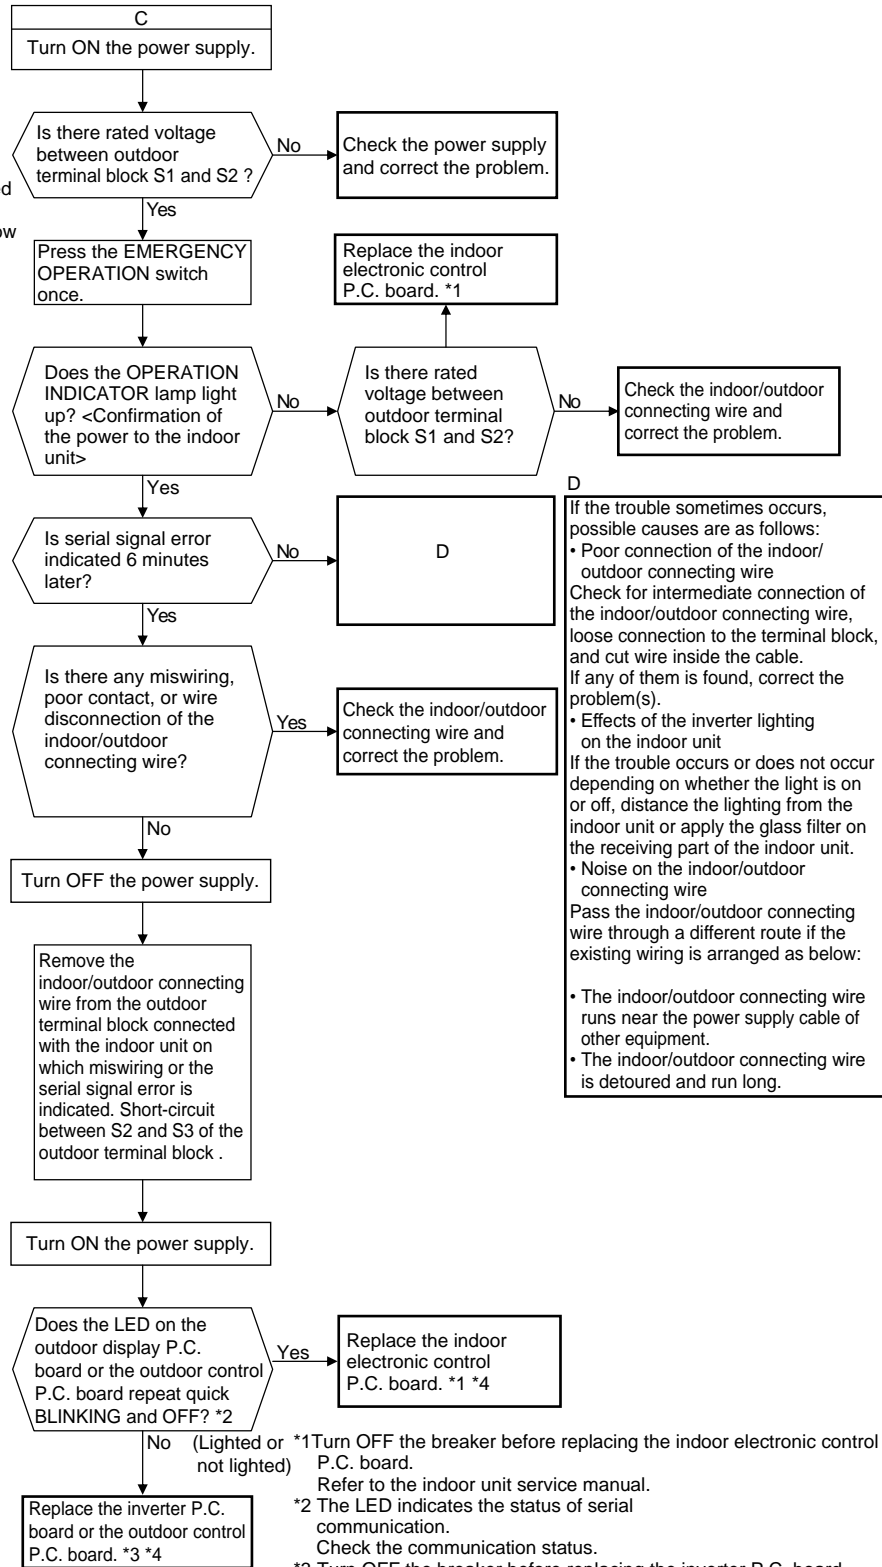 C
Turn ON the power supply.
Is there rated voltage
between outdoor
terminal block S1 and S2 ?
No
Check the power supply
and correct the problem.
Yes
Press the EMERGENCY
OPERATION switch
once.
Replace the indoor
electronic control
P.C. board. *1
Does the OPERATION
INDICATOR lamp light
up? <Confirmation of
the power to the indoor
unit>
No
Is there rated
voltage between
outdoor terminal
block S1 and S2?
No
Check the indoor/outdoor
connecting wire and
correct the problem.
Yes
Is serial signal error
indicated 6 minutes
later?
No
D
Yes
Is there any miswiring,
poor contact, or wire
disconnection of the
indoor/outdoor
connecting wire?
Yes
Check the indoor/outdoor
connecting wire and
correct the problem.
No
D
If the trouble sometimes occurs,
possible causes are as follows:
• Poor connection of the indoor/
outdoor connecting wire
Check for intermediate connection of
the indoor/outdoor connecting wire,
loose connection to the terminal block,
and cut wire inside the cable.
If any of them is found, correct the
problem(s).
• Effects of the inverter lighting
on the indoor unit
If the trouble occurs or does not occur
depending on whether the light is on
or off, distance the lighting from the
indoor unit or apply the glass filter on
the receiving part of the indoor unit.
• Noise on the indoor/outdoor
connecting wire
Pass the indoor/outdoor connecting
wire through a different route if the
existing wiring is arranged as below:
• The indoor/outdoor connecting wire
runs near the power supply cable of
other equipment.
• The indoor/outdoor connecting wire
is detoured and run long.
Turn OFF the power supply.
Remove the
indoor/outdoor connecting
wire from the outdoor
terminal block connected
with the indoor unit on
which miswiring or the
serial signal error is
indicated. Short-circuit
between S2 and S3 of the
outdoor terminal block .
Turn ON the power supply.
Does the LED on the
outdoor display P.C.
board or the outdoor control
P.C. board repeat quick
BLINKING and OFF? *2
Yes
Replace the indoor
electronic control
P.C. board. *1 *4
No (Lighted or
not lighted)
Replace the inverter P.C.
board or the outdoor control
P.C. board. *3 *4
*1Turn OFF the breaker before replacing the indoor electronic control
P.C. board.
Refer to the indoor unit service manual.
*2 The LED indicates the status of serial
communication.
Check the communication status.
*3 Turn OFF the breaker before replacing the inverter P.C. board